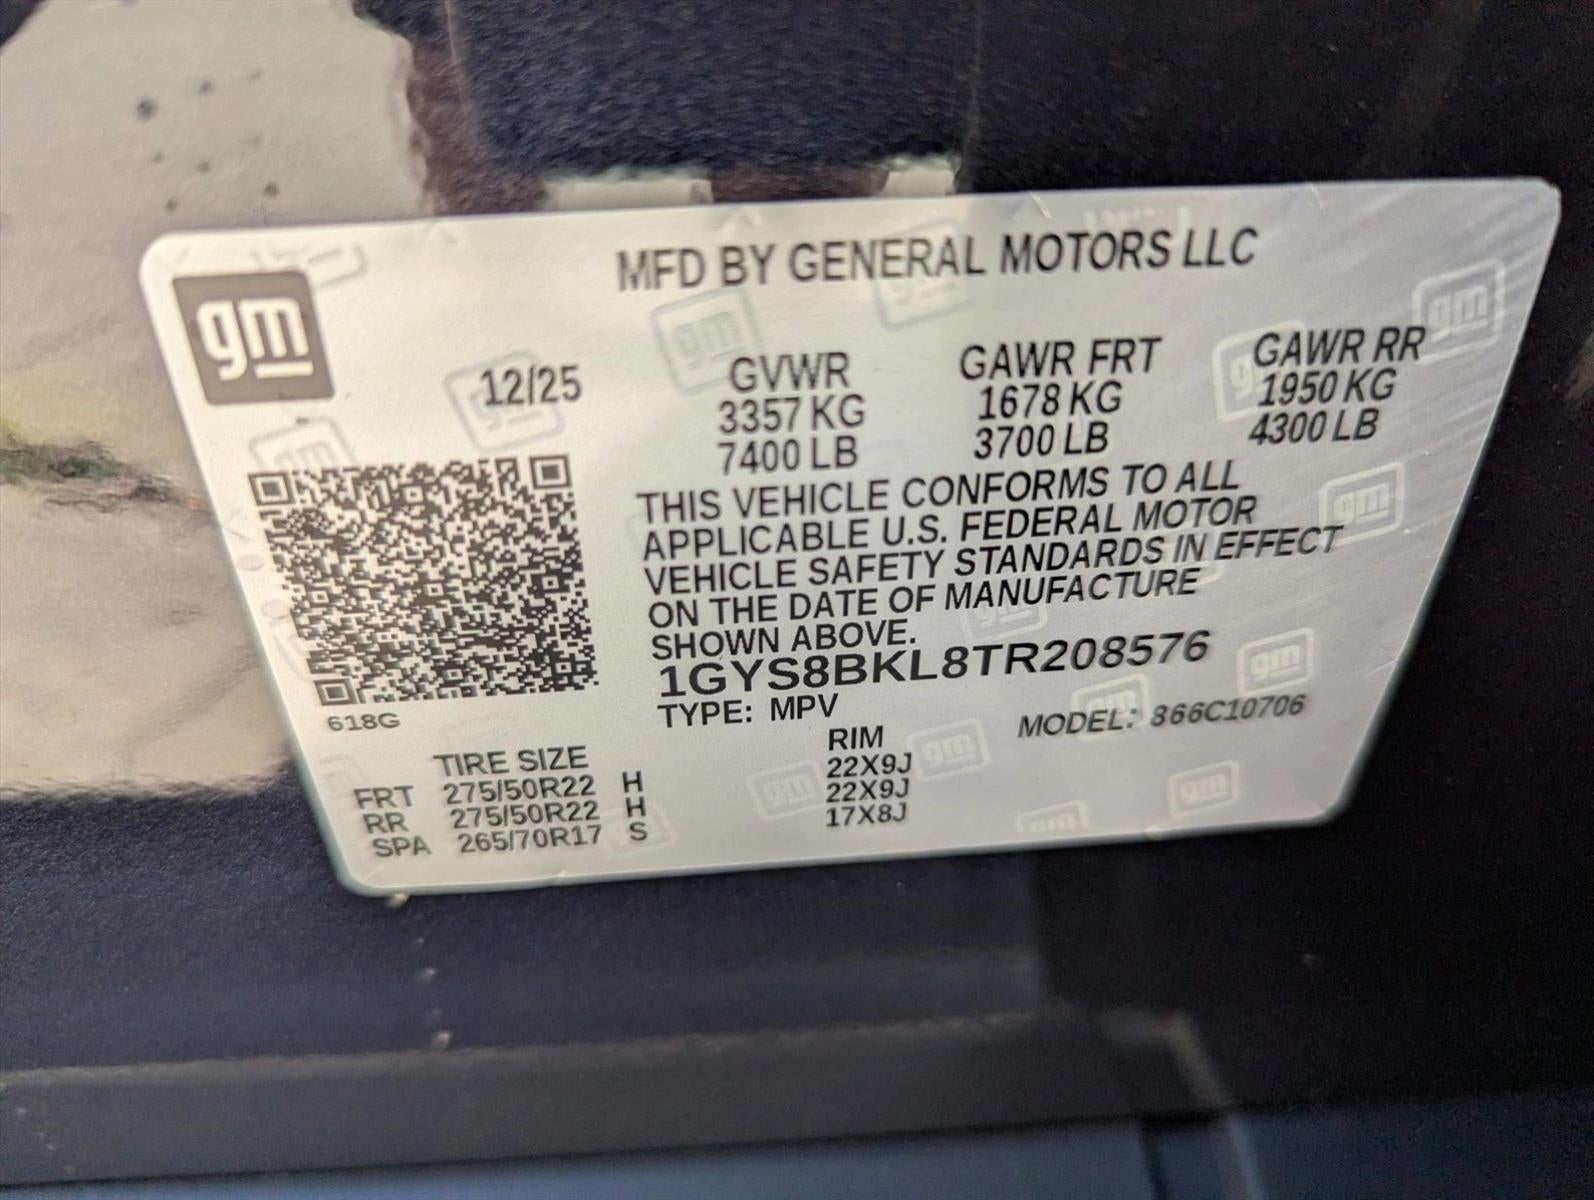 MFD BY GENERAL MOTORS LLC
gm
12/25
GVWR
3357 KG
7400 LB
GAWR FRT
1678 KG
3700 LB
GAWR RR
1950 KG
4300 LB
THIS VEHICLE CONFORMS TO ALL
APPLICABLE U.S. FEDERAL MOTOR
VEHICLE SAFETY STANDARDS IN EFFECT
ON THE DATE OF MANUFACTURE
SHOWN ABOVE.
1GYS8BKL8TR208576
TYPE: MPV
MODEL: 866C10706
618G
TIRE SIZE RIM
FRT 275/50R22 H 22X9J
RR 275/50R22 H 22X9J
SPA 265/70R17 S 17X8J